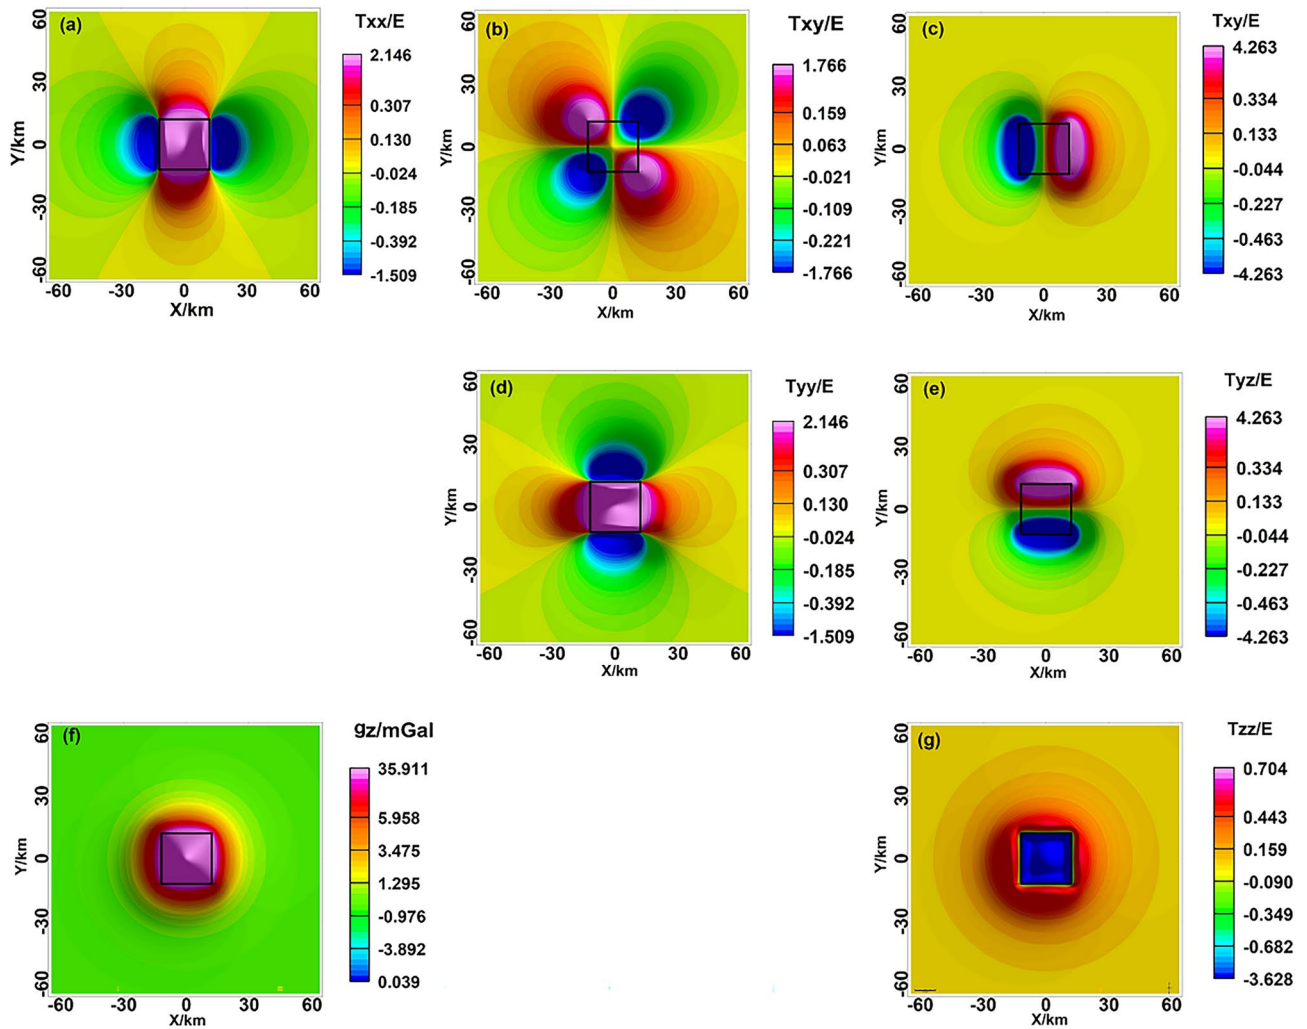 (a)
Txx/E
60
30
0
-30
-60
Y/km
-60 -30 0 30 60
X/km
2.146
0.307
0.130
-0.024
-0.185
-0.392
-1.509
(b)
Txy/E
60
30
0
-30
-60
Y/km
-60 -30 0 30 60
X/km
1.766
0.159
0.063
-0.021
-0.109
-0.221
-1.766
(c)
Txy/E
60
30
0
-30
-60
Y/km
-60 -30 0 30 60
X/km
4.263
0.334
0.133
-0.044
-0.227
-0.463
-4.263
(d)
Tyy/E
60
30
0
-30
-60
Y/km
-60 -30 0 30 60
X/km
2.146
0.307
0.130
-0.024
-0.185
-0.392
-1.509
(e)
Tyz/E
60
30
0
-30
-60
Y/km
-60 -30 0 30 60
X/km
4.263
0.334
0.133
-0.044
-0.227
-0.463
-4.263
(f)
gz/mGal
60
30
0
-30
-60
Y/km
-60 -30 0 30 60
X/km
35.911
5.958
3.475
1.295
-0.976
-3.892
0.039
(g)
Tzz/E
60
30
0
-30
-60
Y/km
-60 -30 0 30 60
X/km
0.704
0.443
0.159
-0.090
-0.349
-0.682
-3.628